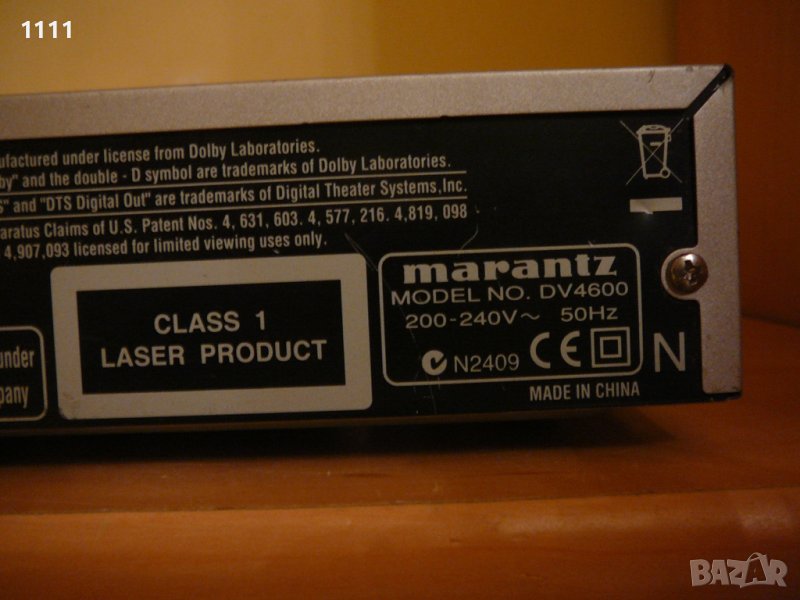 1111
ufactured under license from Dolby Laboratories.
by" and the double - D symbol are trademarks of Dolby Laboratories.
S" and "DTS Digital Out" are trademarks of Digital Theater Systems, Inc.
aratus Claims of U.S. Patent Nos. 4, 631, 603. 4, 577, 216. 4,819, 098
4,907,093 licensed for limited viewing uses only.
under
pany
CLASS 1
LASER PRODUCT
marantz
MODEL NO. DV4600
200-240V～ 50Hz
N2409 CE
N
MADE IN CHINA
BAZAR